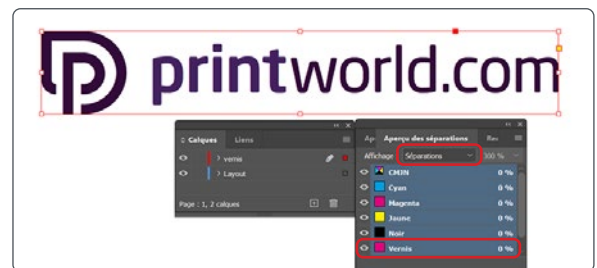 printworld.com
Calques Liens
vernis
Layout
Page : 1, 2 calques
Ap Aperçu des séparations Res
Affichage : Séparations 300 %
CMJN 0 %
Cyan 0 %
Magenta 0 %
Jaune 0 %
Noir 0 %
Vernis 0 %